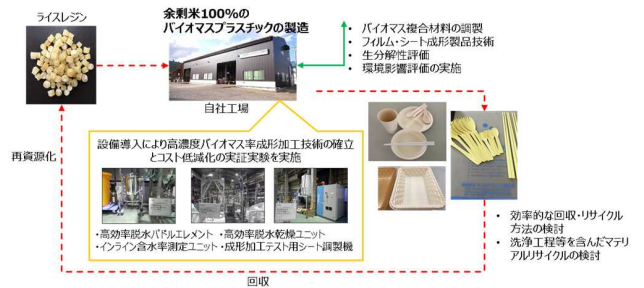 ライスレジン
余剰米100%の
バイオマスプラスチックの製造
自社工場
• バイオマス複合材料の調製
• フィルム・シート成形製品技術
• 生分解性評価
• 環境影響評価の実施
設備導入により高濃度バイオマス率成形加工技術の確立
とコスト低減化の実証実験を実施
・高効率脱水パドルエレメント ・高効率脱水乾燥ユニット
・インライン含水率測定ユニット・成形加工テスト用シート調製機
再資源化
• 効率的な回収・リサイクル
方法の検討
• 洗浄工程等を含んだマテリ
アルリサイクルの検討
回収